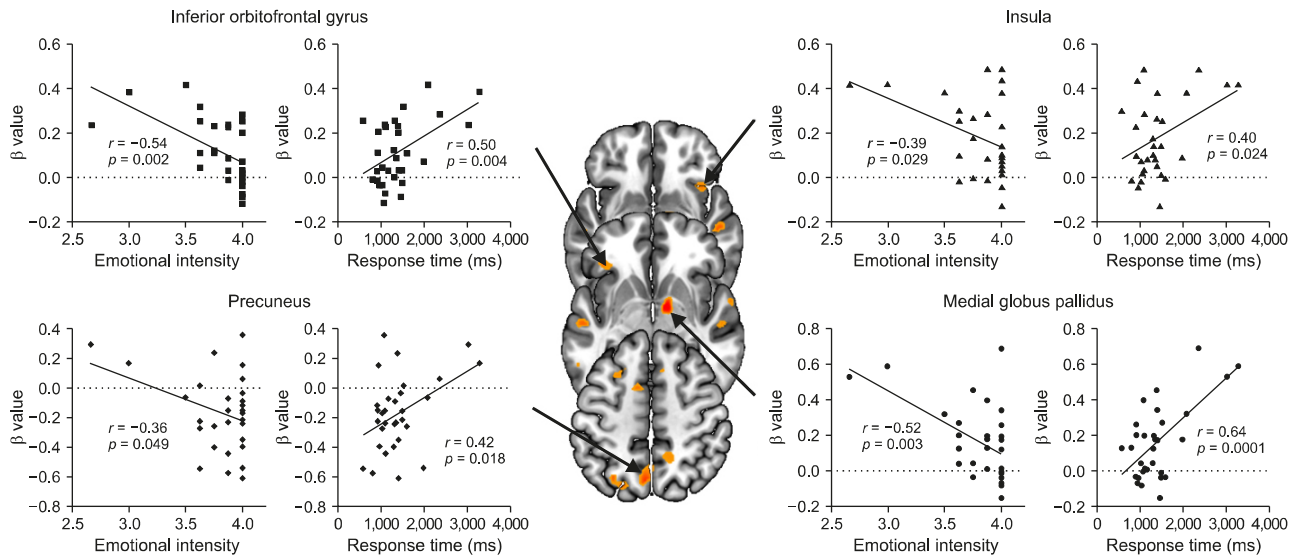 Inferior orbitofrontal gyrus
β value
0.6
0.4
0.2
0.0
−0.2
r = −0.54
p = 0.002
2.5 3.0 3.5 4.0
Emotional intensity
0.6
0.4
0.2
0.0
−0.2
r = 0.50
p = 0.004
0 1,000 2,000 3,000 4,000
Response time (ms)
Insula
β value
0.6
0.4
0.2
0.0
−0.2
r = −0.39
p = 0.029
2.5 3.0 3.5 4.0
Emotional intensity
0.6
0.4
0.2
0.0
−0.2
r = 0.40
p = 0.024
0 1,000 2,000 3,000 4,000
Response time (ms)
Precuneus
β value
0.4
0.2
0.0
−0.2
−0.4
−0.6
−0.8
r = −0.36
p = 0.049
2.5 3.0 3.5 4.0
Emotional intensity
0.4
0.2
0.0
−0.2
−0.4
−0.6
−0.8
r = 0.42
p = 0.018
0 1,000 2,000 3,000 4,000
Response time (ms)
Medial globus pallidus
β value
0.8
0.6
0.4
0.2
0.0
−0.2
r = −0.52
p = 0.003
2.5 3.0 3.5 4.0
Emotional intensity
0.8
0.6
0.4
0.2
0.0
−0.2
r = 0.64
p = 0.0001
0 1,000 2,000 3,000 4,000
Response time (ms)